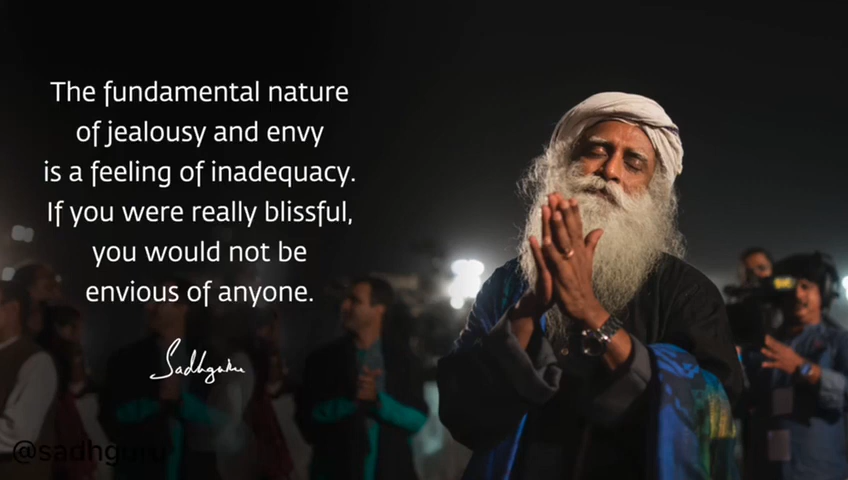 The fundamental nature
of jealousy and envy
is a feeling of inadequacy.
If you were really blissful,
you would not be
envious of anyone.
Sadhguru
@sadhguru